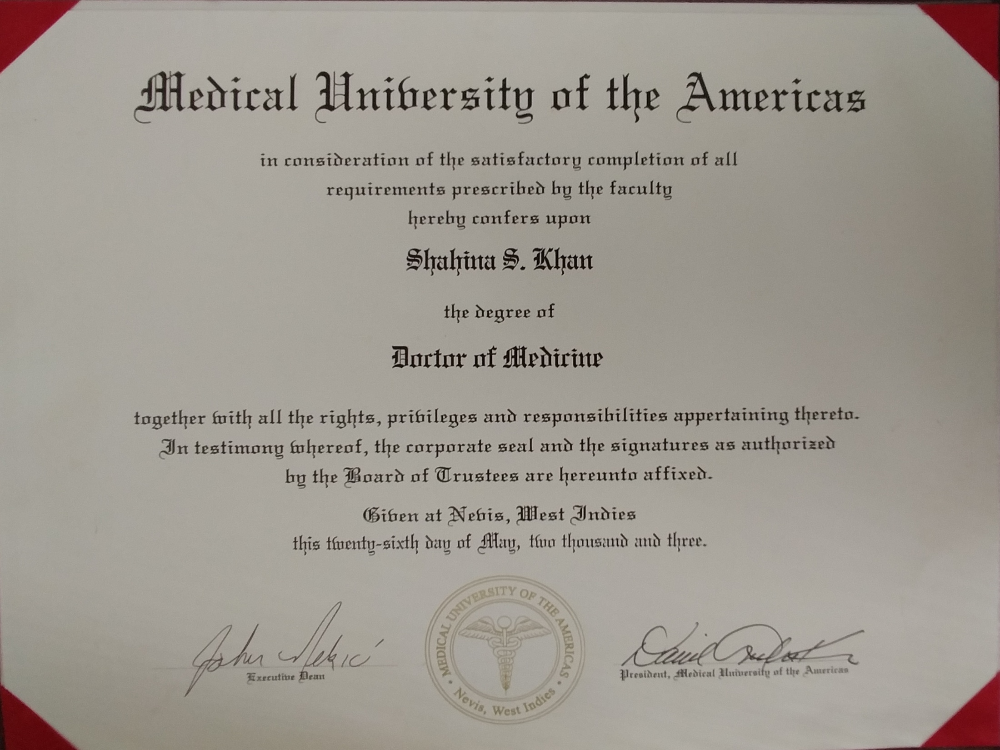 Medical University of the Americas
in consideration of the satisfactory completion of all
requirements prescribed by the faculty
hereby confers upon
Shahina S. Khan
the degree of
Doctor of Medicine
together with all the rights, privileges and responsibilities appertaining thereto.
In testimony whereof, the corporate seal and the signatures as authorized
by the Board of Trustees are hereunto affixed.
Given at Nevis, West Indies
this twenty-sixth day of May, two thousand and three.
MEDICAL UNIVERSITY OF THE AMERICAS
Nevis, West Indies
Executive Dean
David
President, Medical University of the Americas